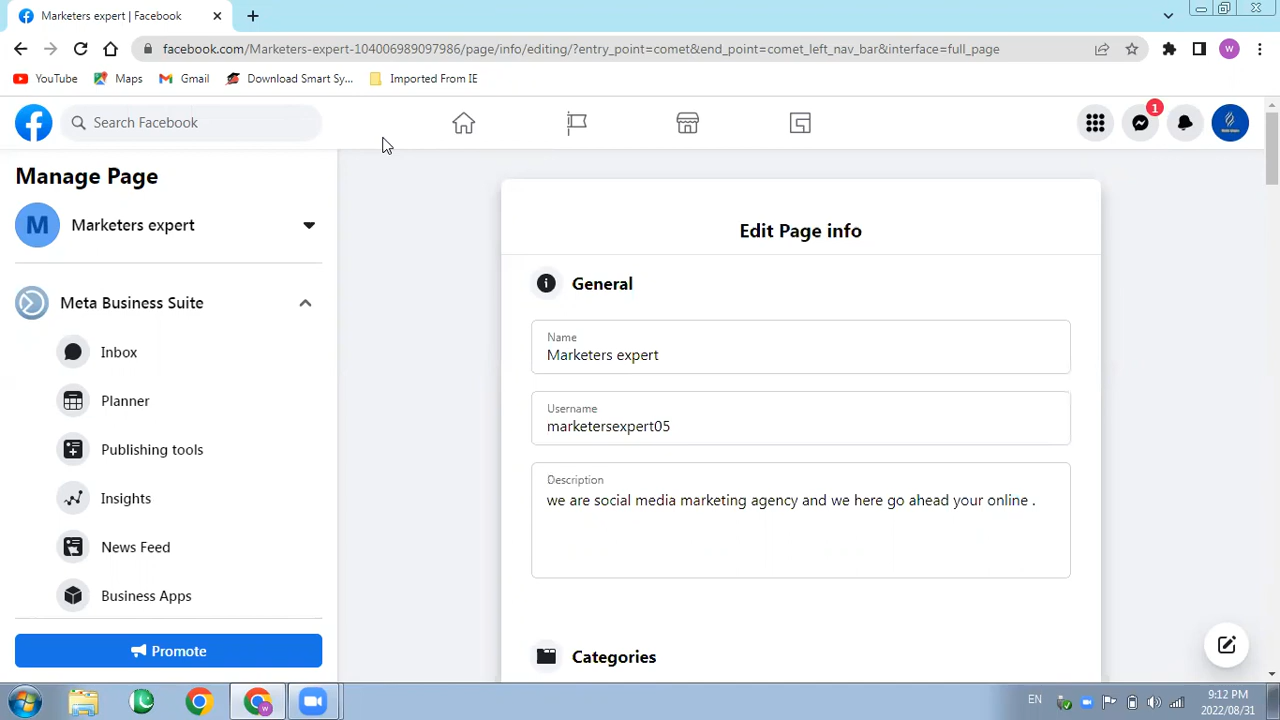 Marketers expert | Facebook
facebook.com/Marketers-expert-104006989097986/page/info/editing/?entry_point=comet&end_point=comet_left_nav_bar&interface=full_page
W
YouTube
Maps
Gmail
Download Smart Sy...
Imported From IE
Search Facebook
1
Manage Page
M
Marketers expert
Meta Business Suite
Inbox
Planner
Publishing tools
Insights
News Feed
Business Apps
Promote
Edit Page info
General
Name
Marketers expert
Username
marketersexpert05
Description
we are social media marketing agency and we here go ahead your online .
Categories
EN
9:12 PM
2022/08/31